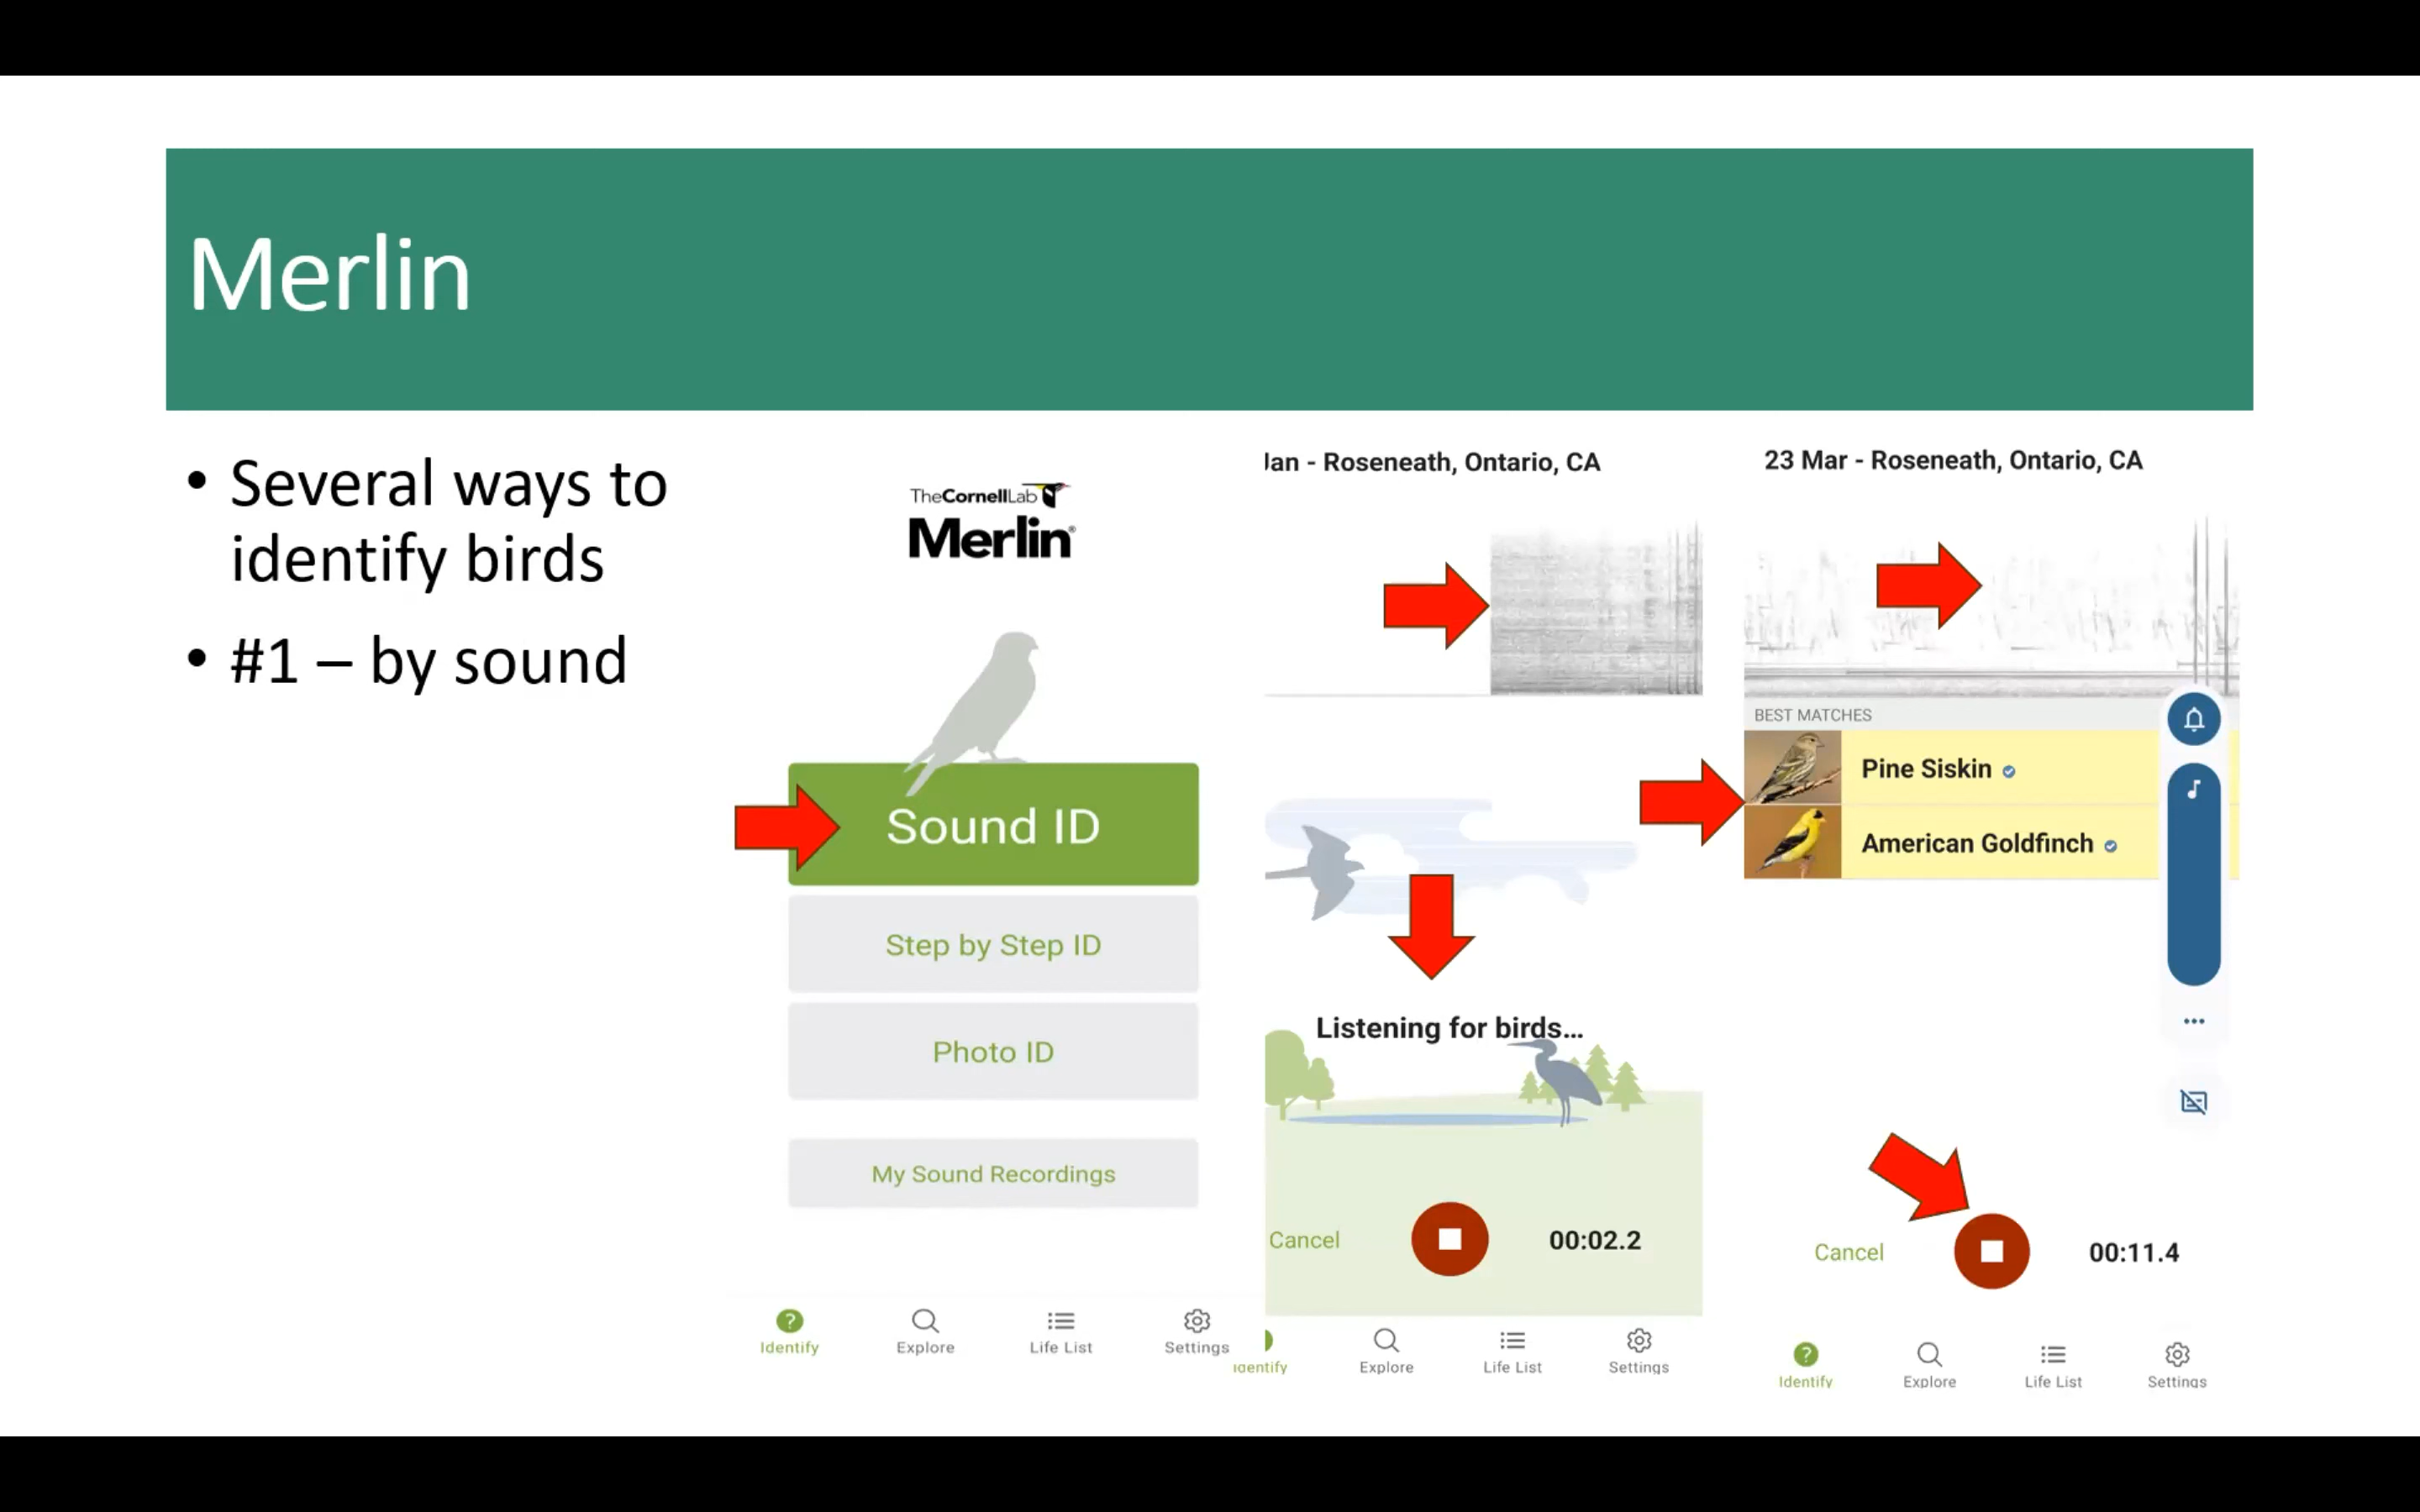 Merlin
• Several ways to
identify birds
• #1 – by sound
TheCornellLab
Merlin®
Sound ID
Step by Step ID
Photo ID
My Sound Recordings
Identify
Explore
Life List
Settings
Jan - Roseneath, Ontario, CA
Listening for birds...
Cancel
00:02.2
Identify
Explore
Life List
Settings
23 Mar - Roseneath, Ontario, CA
BEST MATCHES
Pine Siskin
American Goldfinch
Cancel
00:11.4
Identify
Explore
Life List
Settings